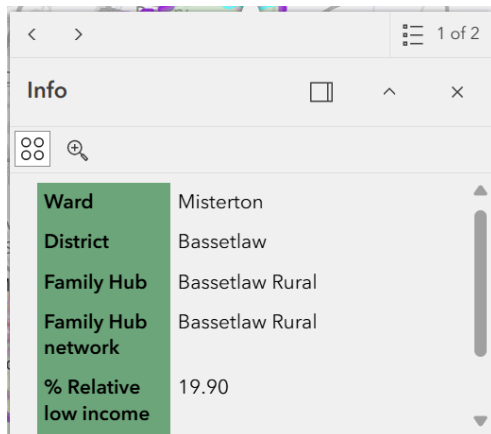 1 of 2
Info
Ward Misterton
District Bassetlaw
Family Hub Bassetlaw Rural
Family Hub Bassetlaw Rural
network
% Relative 19.90
low income